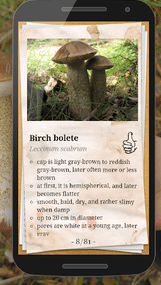 Birch bolete
Leccinum scabrum
cap is light gray-brown to reddish
gray-brown, later often more or less
brown
at first, it is hemispherical, and later
becomes flatter
smooth, bald, dry, and rather slimy
when damp
up to 20 cm in diameter
pores are white at a young age, later
gray
- 8/81 -